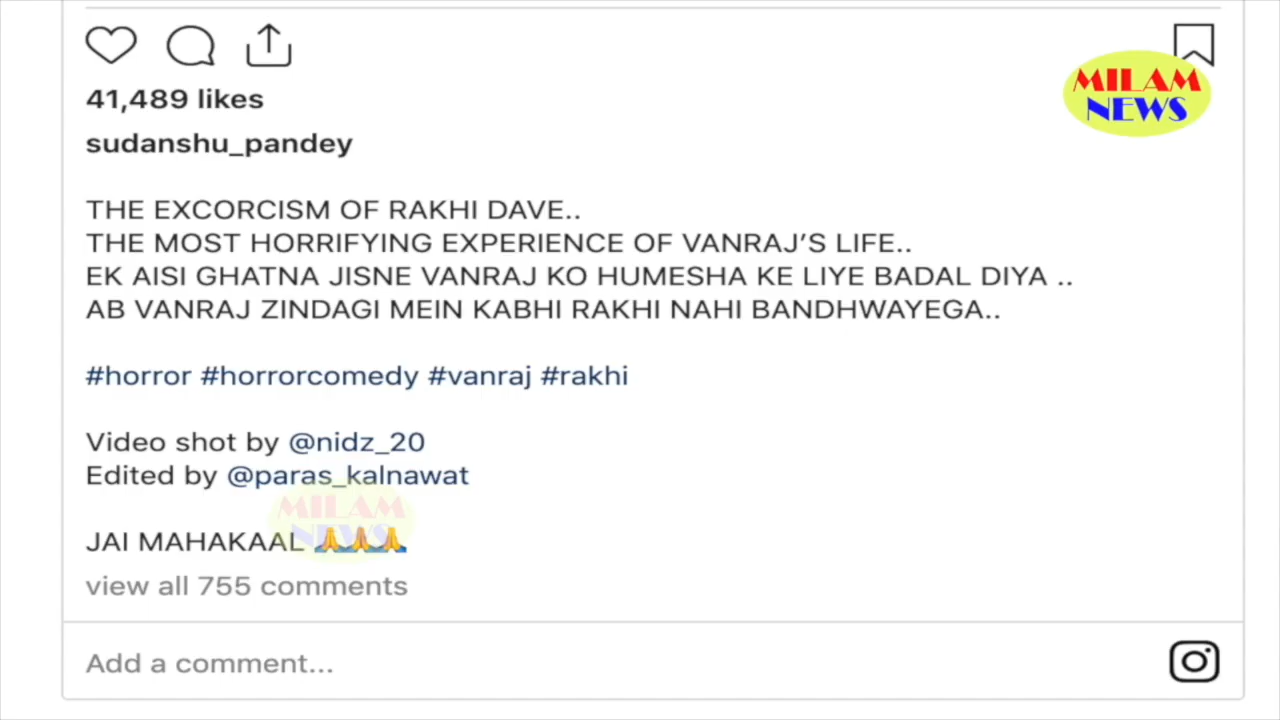 MILAM
NEWS
41,489 likes
sudanshu_pandey
THE EXCORCISM OF RAKHI DAVE..
THE MOST HORRIFYING EXPERIENCE OF VANRAJ’S LIFE..
EK AISI GHATNA JISNE VANRAJ KO HUMESHA KE LIYE BADAL DIYA ..
AB VANRAJ ZINDAGI MEIN KABHI RAKHI NAHI BANDHWAYEGA..
#horror #horrorcomedy #vanraj #rakhi
Video shot by @nidz_20
Edited by @paras_kalnawat
MILAM
NEWS
JAI MAHAKAAL 🙏🙏🙏
view all 755 comments
Add a comment...